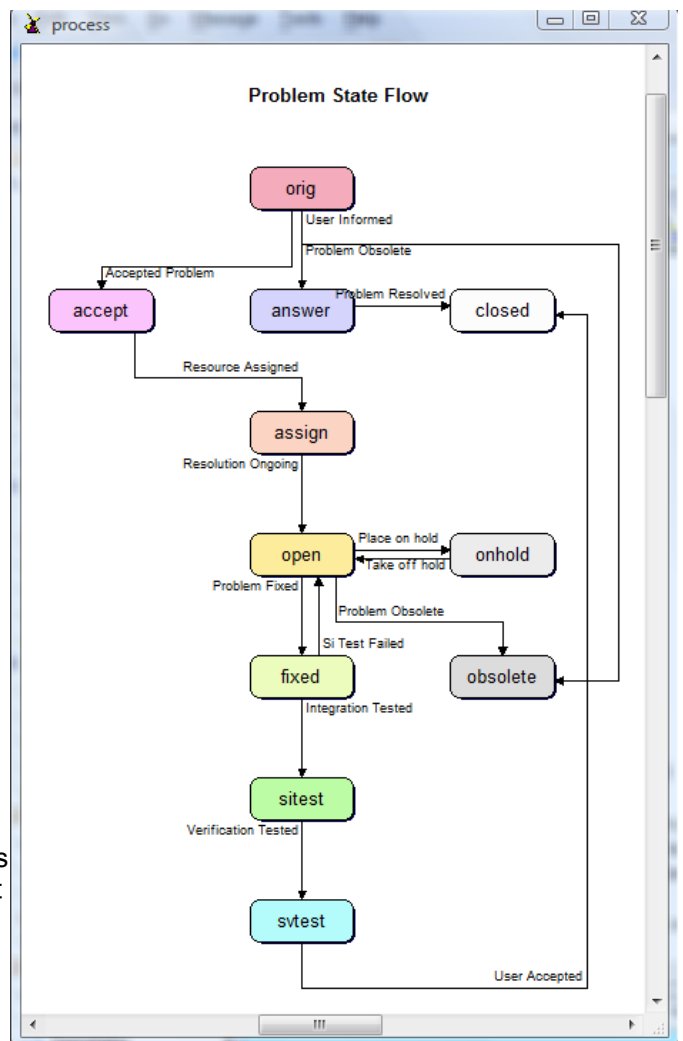 process
Problem State Flow
orig
User Informed
Problem Obsolete
Accepted Problem
Problem Resolved
accept
answer
closed
Resource Assigned
assign
Resolution Ongoing
Place on hold
open
onhold
Take off hold
Problem Fixed
Problem Obsolete
Si Test Failed
fixed
obsolete
Integration Tested
sitest
Verification Tested
s
svtest
User Accepted